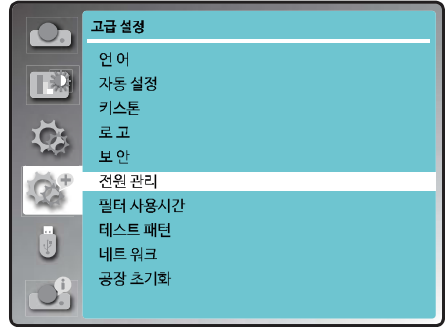 고급 설정
언 어
자동 설정
키스톤
로 고
보 안
전원 관리
필터 사용시간
테스트 패턴
네트 워크
공장 초기화